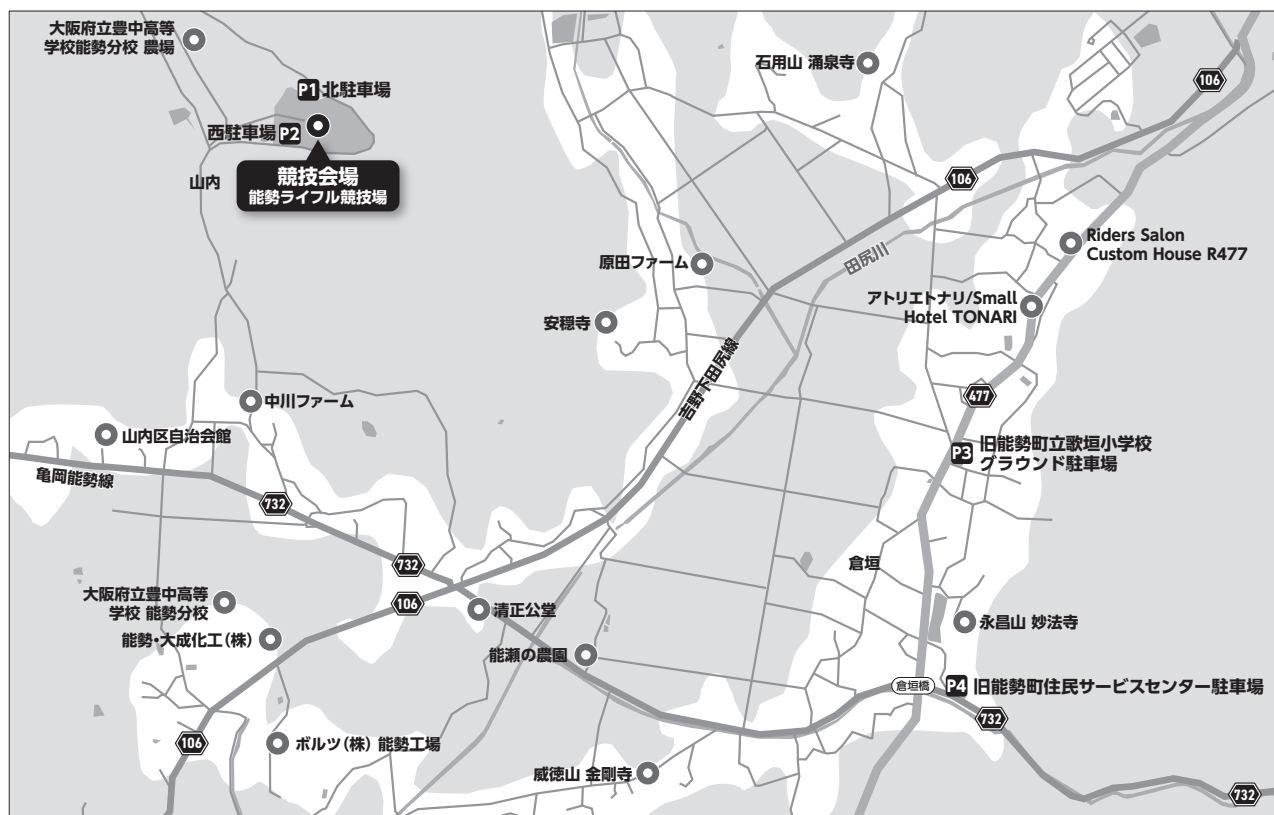 大阪府立豊中高等
学校能勢分校 農場
P1 北駐車場
西駐車場 P2
競技会場
能勢ライフル競技場
山内
石用山 涌泉寺
106
106
田尻川
原田ファーム
Riders Salon
Custom House R477
アトリエトナリ/Small
Hotel TONARI
安穏寺
吉野下田尻線
477
中川ファーム
山内区自治会館
P3 旧能勢町立歌垣小学校
グラウンド駐車場
亀岡能勢線
732
732
倉垣
大阪府立豊中高等
学校 能勢分校
106
清正公堂
永昌山 妙法寺
能勢・大成化工(株)
能瀬の農園
倉垣橋
P4 旧能勢町住民サービスセンター駐車場
732
106
ボルツ(株) 能勢工場
威徳山 金剛寺
732